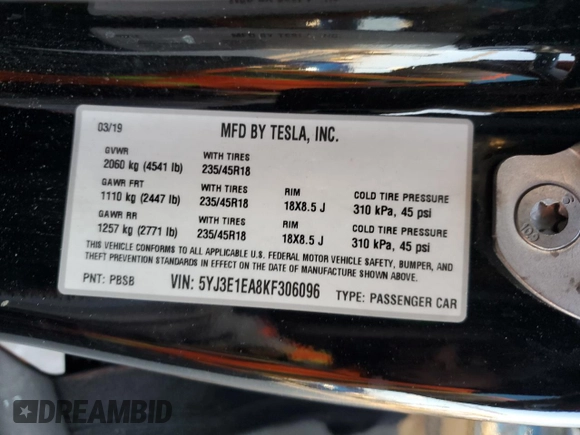 03/19 MFD BY TESLA, INC.
GVWR
2060 kg (4541 lb) WITH TIRES 235/45R18
GAWR FRT
1110 kg (2447 lb) WITH TIRES 235/45R18 RIM 18X8.5 J COLD TIRE PRESSURE 310 kPa, 45 psi
GAWR RR
1257 kg (2771 lb) WITH TIRES 235/45R18 RIM 18X8.5 J COLD TIRE PRESSURE 310 kPa, 45 psi
THIS VEHICLE CONFORMS TO ALL APPLICABLE U.S. FEDERAL MOTOR VEHICLE SAFETY, BUMPER, AND
THEFT PREVENTION STANDARDS IN EFFECT ON THE DATE OF MANUFACTURE SHOWN ABOVE.
PNT: PBSB VIN: 5YJ3E1EA8KF306096 TYPE: PASSENGER CAR
DREAMBID